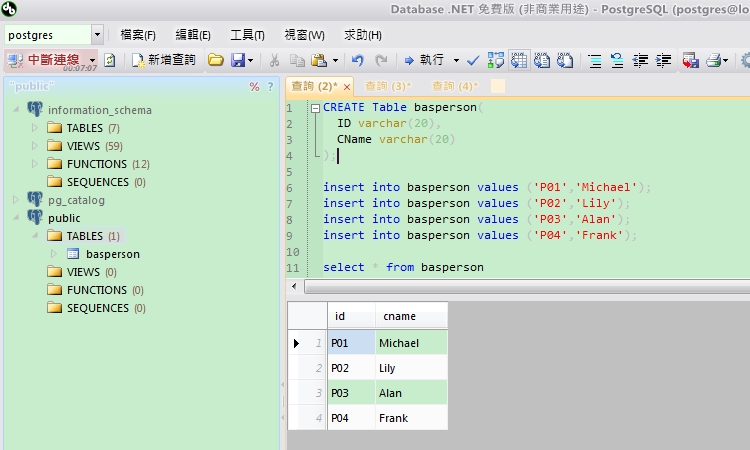 Database .NET 免費版 (非商業用途) - PostgreSQL (postgres@lo
postgres 檔案(F) 編輯(E) 工具(T) 視窗(W) 求助(H)
中斷連線 新增查詢 執行
00:07:07
"public" % ?
查詢 (2)* × 查詢 (3)* 查詢 (4)*
information_schema
TABLES (7)
VIEWS (59)
FUNCTIONS (12)
SEQUENCES (0)
pg_catalog
public
TABLES (1)
basperson
VIEWS (0)
FUNCTIONS (0)
SEQUENCES (0)
1 CREATE Table basperson(
2 ID varchar(20),
3 CName varchar(20)
4 );
5
6 insert into basperson values ('P01','Michael');
7 insert into basperson values ('P02','Lily');
8 insert into basperson values ('P03','Alan');
9 insert into basperson values ('P04','Frank');
10
11 select * from basperson
id cname
1 P01 Michael
2 P02 Lily
3 P03 Alan
4 P04 Frank